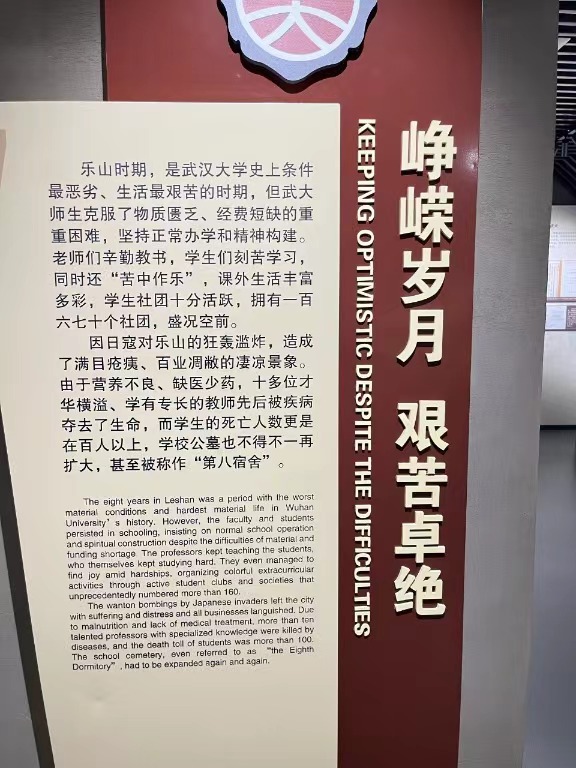 峥嵘岁月 艰苦卓绝
KEEPING OPTIMISTIC DESPITE THE DIFFICULTIES
乐山时期，是武汉大学史上条件
最恶劣、生活最艰苦的时期，但武大
师生克服了物质匮乏、经费短缺的重
重困难，坚持正常办学和精神构建。
老师们辛勤教书，学生们刻苦学习，
同时还“苦中作乐”，课外生活丰富
多彩，学生社团十分活跃，拥有一百
六七十个社团，盛况空前。
因日寇对乐山的狂轰滥炸，造成
了满目疮痍、百业凋敝的凄凉景象。
由于营养不良、缺医少药，十多位才
华横溢、学有专长的教师先后被疾病
夺去了生命，而学生的死亡人数更是
在百人以上，学校公墓也不得不一再
扩大，甚至被称作“第八宿舍”。
The eight years in Leshan was a period with the worst
material conditions and hardest material life in Wuhan
University's history. However, the faculty and students
persisted in schooling, insisting on normal school operation
and spiritual construction despite the difficulties of material and
funding shortage. The professors kept teaching the students,
who themselves kept studying hard. They even managed to
find joy amid hardships, organizing colorful extracurricular
activities through active student clubs and societies that
unprecedentedly numbered more than 160.
The wanton bombings by Japanese invaders left the city
with suffering and distress and all businesses languished. Due
to malnutrition and lack of medical treatment, more than ten
talented professors with specialized knowledge were killed by
diseases, and the death toll of students was more than 100.
The school cemetery, even referred to as "the Eighth
Dormitory", had to be expanded again and again.